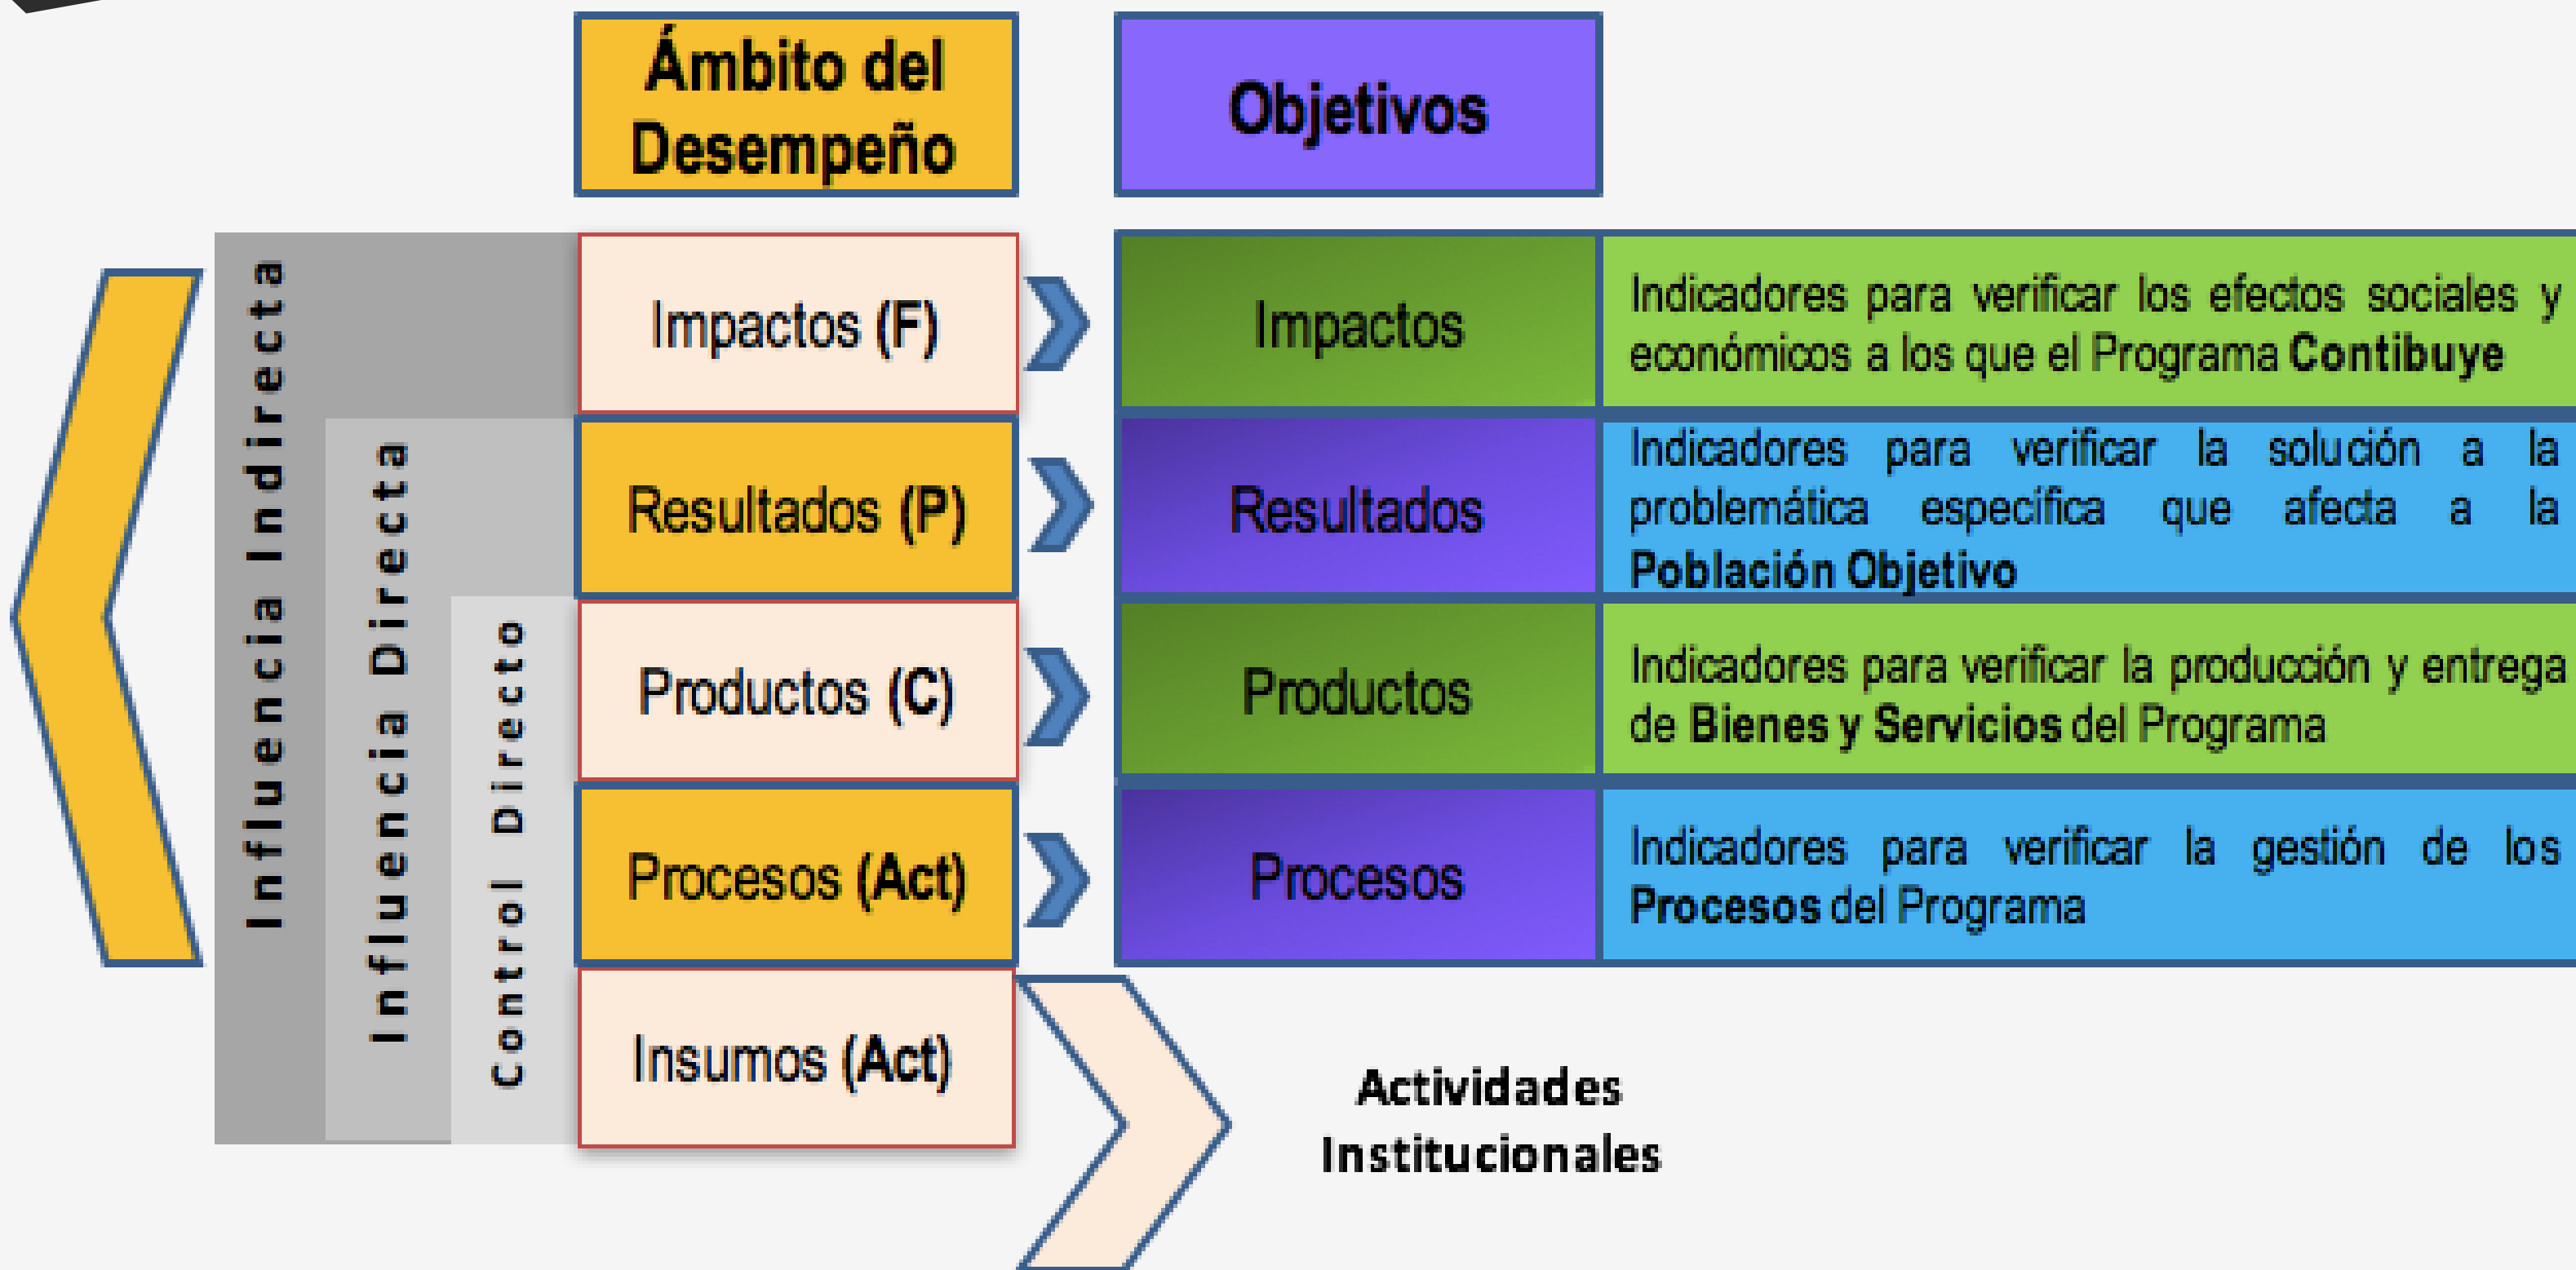 Ámbito del
Desempeño
Objetivos
Influencia Indirecta
Influencia Directa
Control Directo
Impactos (F)
Impactos
Indicadores para verificar los efectos sociales y
económicos a los que el Programa Contibuye
Resultados (P)
Resultados
Indicadores para verificar la solución a la
problemática específica que afecta a la
Población Objetivo
Productos (C)
Productos
Indicadores para verificar la producción y entrega
de Bienes y Servicios del Programa
Procesos (Act)
Procesos
Indicadores para verificar la gestión de los
Procesos del Programa
Insumos (Act)
Actividades
Institucionales